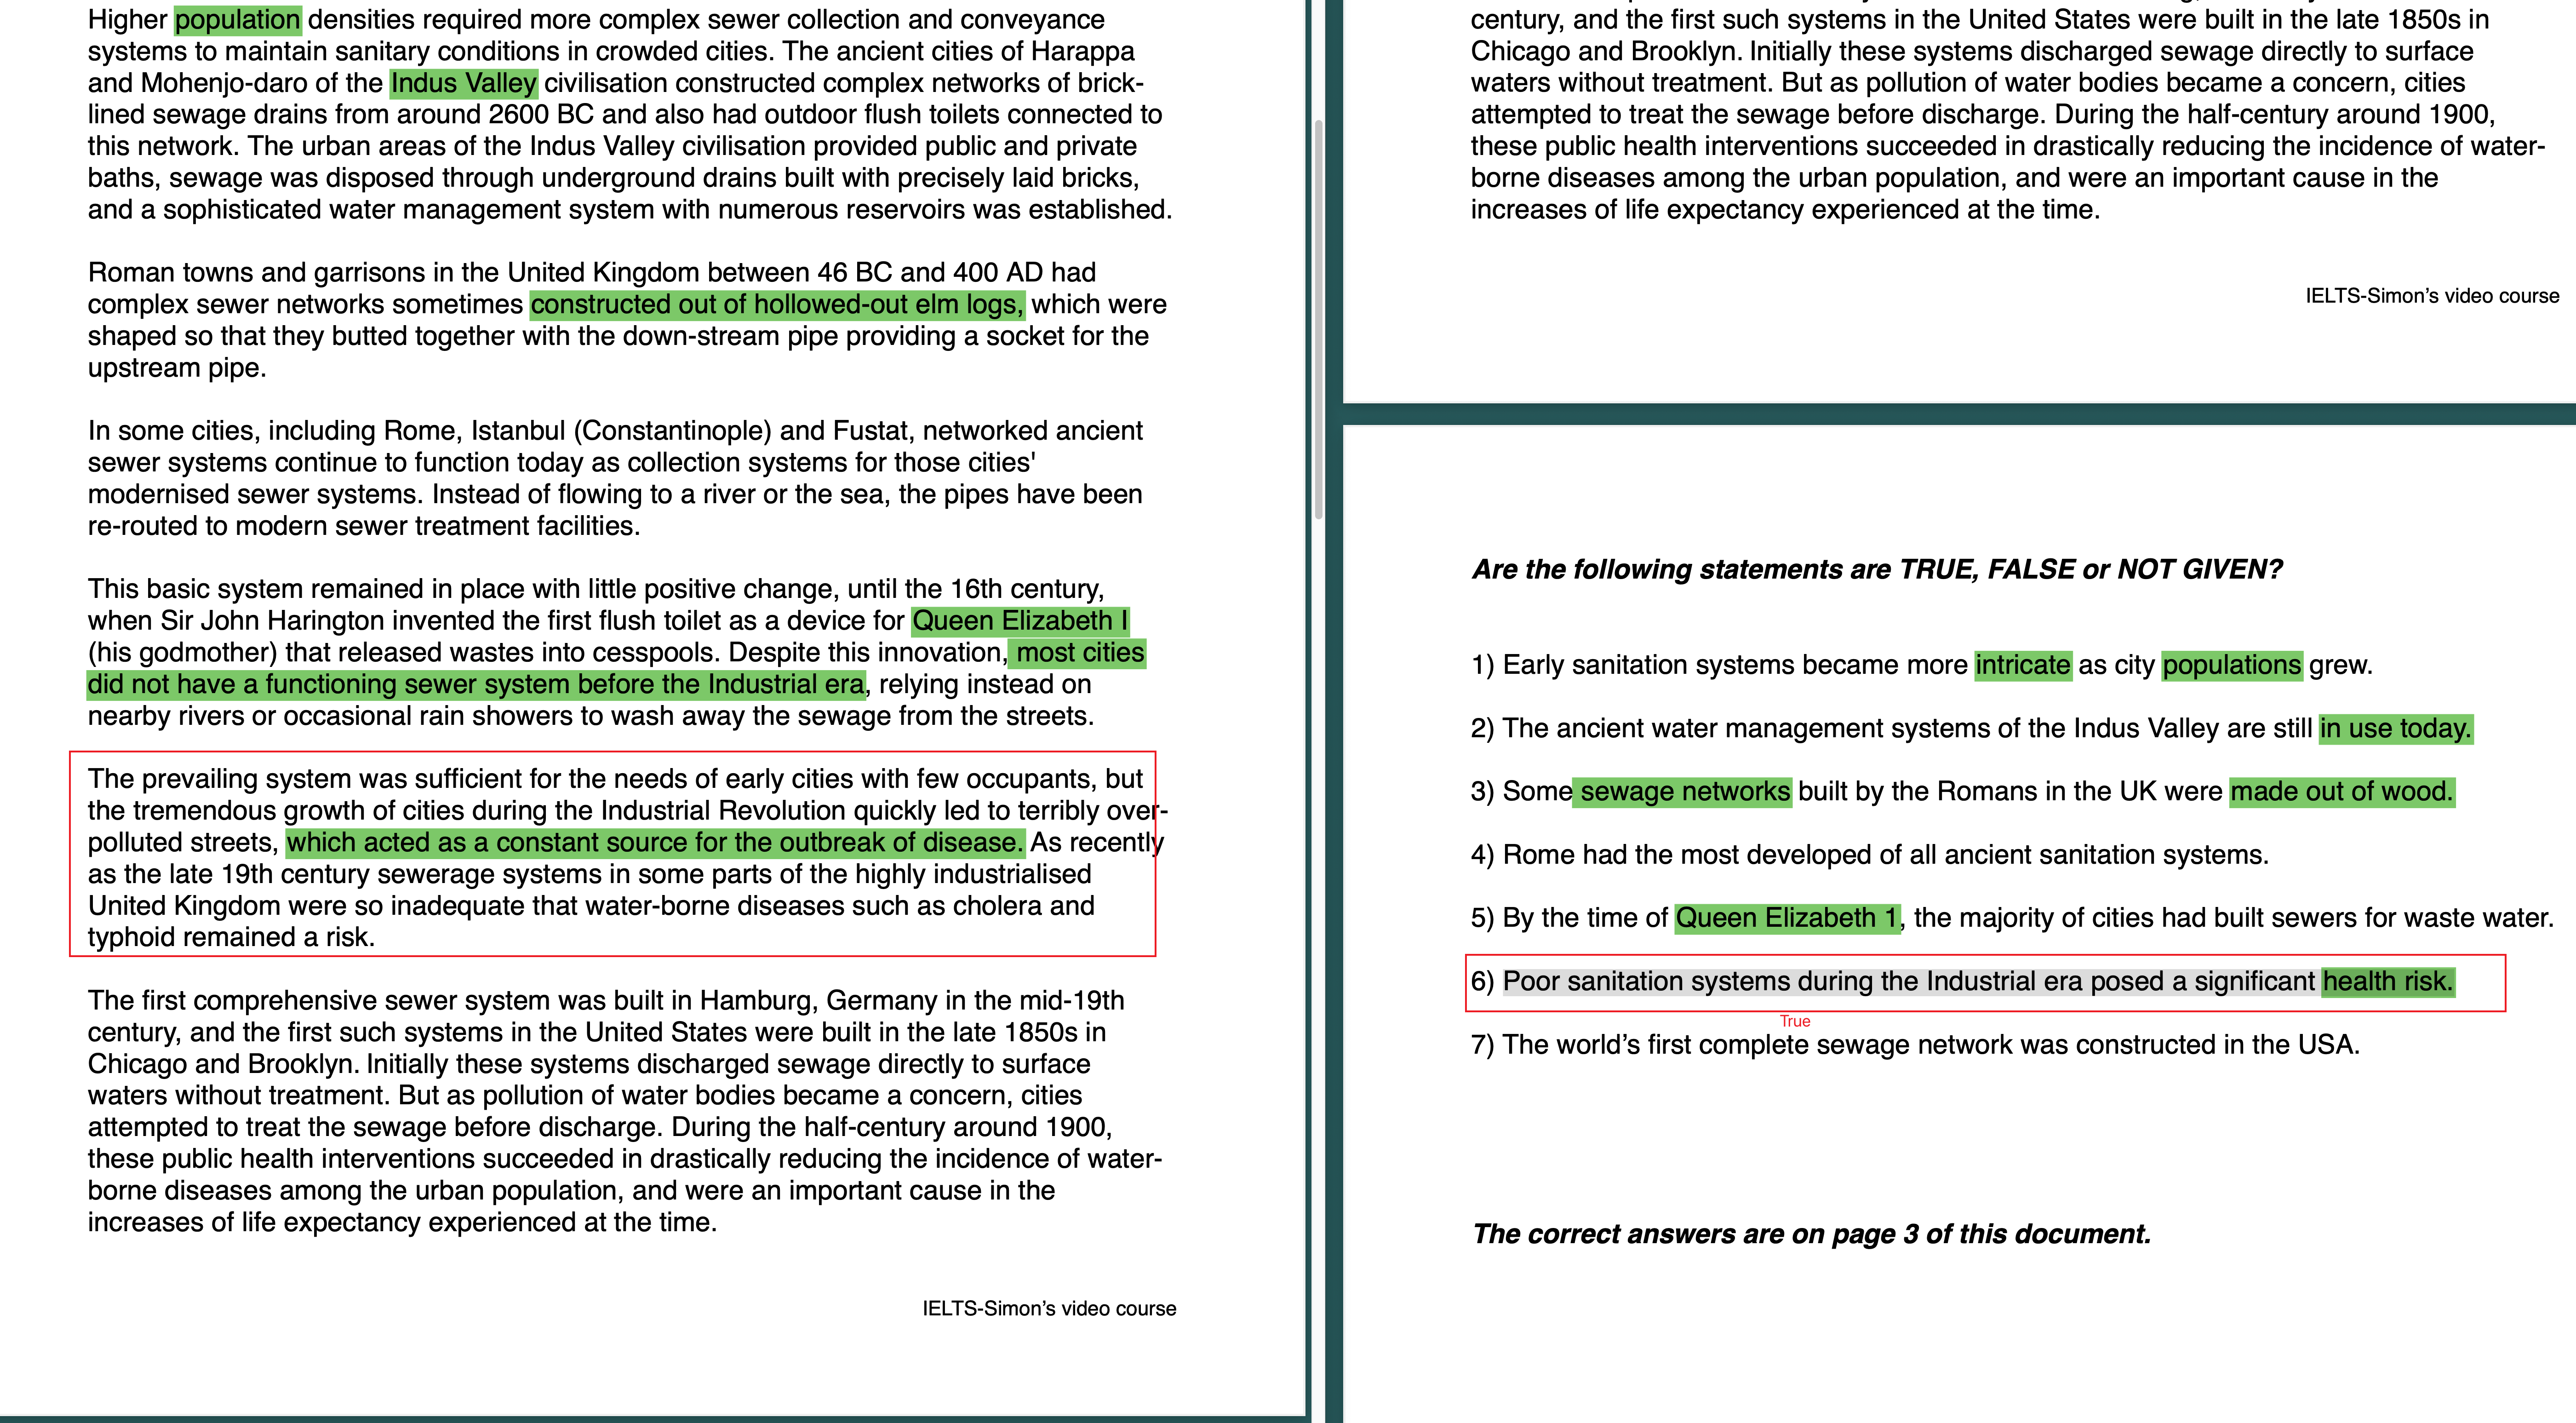 Higher population densities required more complex sewer collection and conveyance
systems to maintain sanitary conditions in crowded cities. The ancient cities of Harappa
and Mohenjo-daro of the Indus Valley civilisation constructed complex networks of brick-
lined sewage drains from around 2600 BC and also had outdoor flush toilets connected to
this network. The urban areas of the Indus Valley civilisation provided public and private
baths, sewage was disposed through underground drains built with precisely laid bricks,
and a sophisticated water management system with numerous reservoirs was established.
Roman towns and garrisons in the United Kingdom between 46 BC and 400 AD had
complex sewer networks sometimes constructed out of hollowed-out elm logs, which were
shaped so that they butted together with the down-stream pipe providing a socket for the
upstream pipe.
In some cities, including Rome, Istanbul (Constantinople) and Fustat, networked ancient
sewer systems continue to function today as collection systems for those cities'
modernised sewer systems. Instead of flowing to a river or the sea, the pipes have been
re-routed to modern sewer treatment facilities.
This basic system remained in place with little positive change, until the 16th century,
when Sir John Harington invented the first flush toilet as a device for Queen Elizabeth I
(his godmother) that released wastes into cesspools. Despite this innovation, most cities
did not have a functioning sewer system before the Industrial era, relying instead on
nearby rivers or occasional rain showers to wash away the sewage from the streets.
The prevailing system was sufficient for the needs of early cities with few occupants, but
the tremendous growth of cities during the Industrial Revolution quickly led to terribly over-
polluted streets, which acted as a constant source for the outbreak of disease. As recently
as the late 19th century sewerage systems in some parts of the highly industrialised
United Kingdom were so inadequate that water-borne diseases such as cholera and
typhoid remained a risk.
The first comprehensive sewer system was built in Hamburg, Germany in the mid-19th
century, and the first such systems in the United States were built in the late 1850s in
Chicago and Brooklyn. Initially these systems discharged sewage directly to surface
waters without treatment. But as pollution of water bodies became a concern, cities
attempted to treat the sewage before discharge. During the half-century around 1900,
these public health interventions succeeded in drastically reducing the incidence of water-
borne diseases among the urban population, and were an important cause in the
increases of life expectancy experienced at the time.
IELTS-Simon's video course
century, and the first such systems in the United States were built in the late 1850s in
Chicago and Brooklyn. Initially these systems discharged sewage directly to surface
waters without treatment. But as pollution of water bodies became a concern, cities
attempted to treat the sewage before discharge. During the half-century around 1900,
these public health interventions succeeded in drastically reducing the incidence of water-
borne diseases among the urban population, and were an important cause in the
increases of life expectancy experienced at the time.
IELTS-Simon's video course
Are the following statements are TRUE, FALSE or NOT GIVEN?
1) Early sanitation systems became more intricate as city populations grew.
2) The ancient water management systems of the Indus Valley are still in use today.
3) Some sewage networks built by the Romans in the UK were made out of wood.
4) Rome had the most developed of all ancient sanitation systems.
5) By the time of Queen Elizabeth 1, the majority of cities had built sewers for waste water.
6) Poor sanitation systems during the Industrial era posed a significant health risk.
True
7) The world's first complete sewage network was constructed in the USA.
The correct answers are on page 3 of this document.